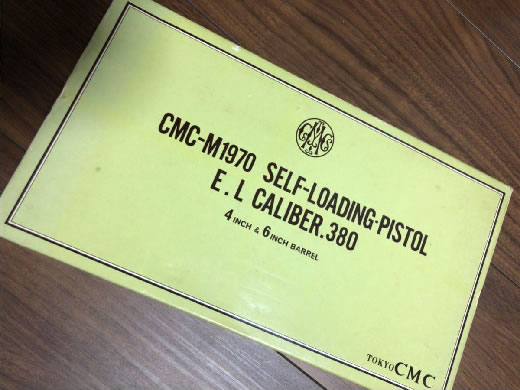 CMC-M1970 SELF-LOADING-PISTOL
E. L CALIBER.380
4 INCH & 6 INCH BARREL
TOKYO CMC